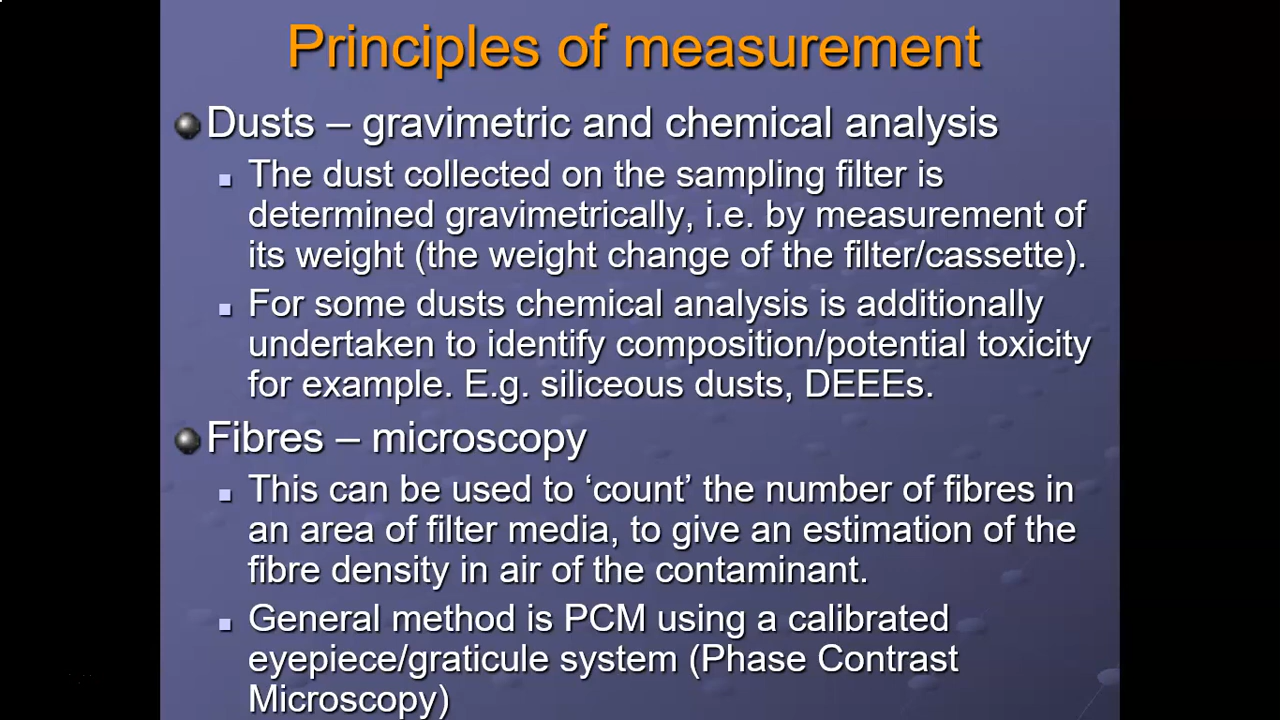 Principles of measurement
Dusts – gravimetric and chemical analysis
The dust collected on the sampling filter is
determined gravimetrically, i.e. by measurement of
its weight (the weight change of the filter/cassette).
For some dusts chemical analysis is additionally
undertaken to identify composition/potential toxicity
for example. E.g. siliceous dusts, DEEEs.
Fibres – microscopy
This can be used to ‘count’ the number of fibres in
an area of filter media, to give an estimation of the
fibre density in air of the contaminant.
General method is PCM using a calibrated
eyepiece/graticule system (Phase Contrast
Microscopy)